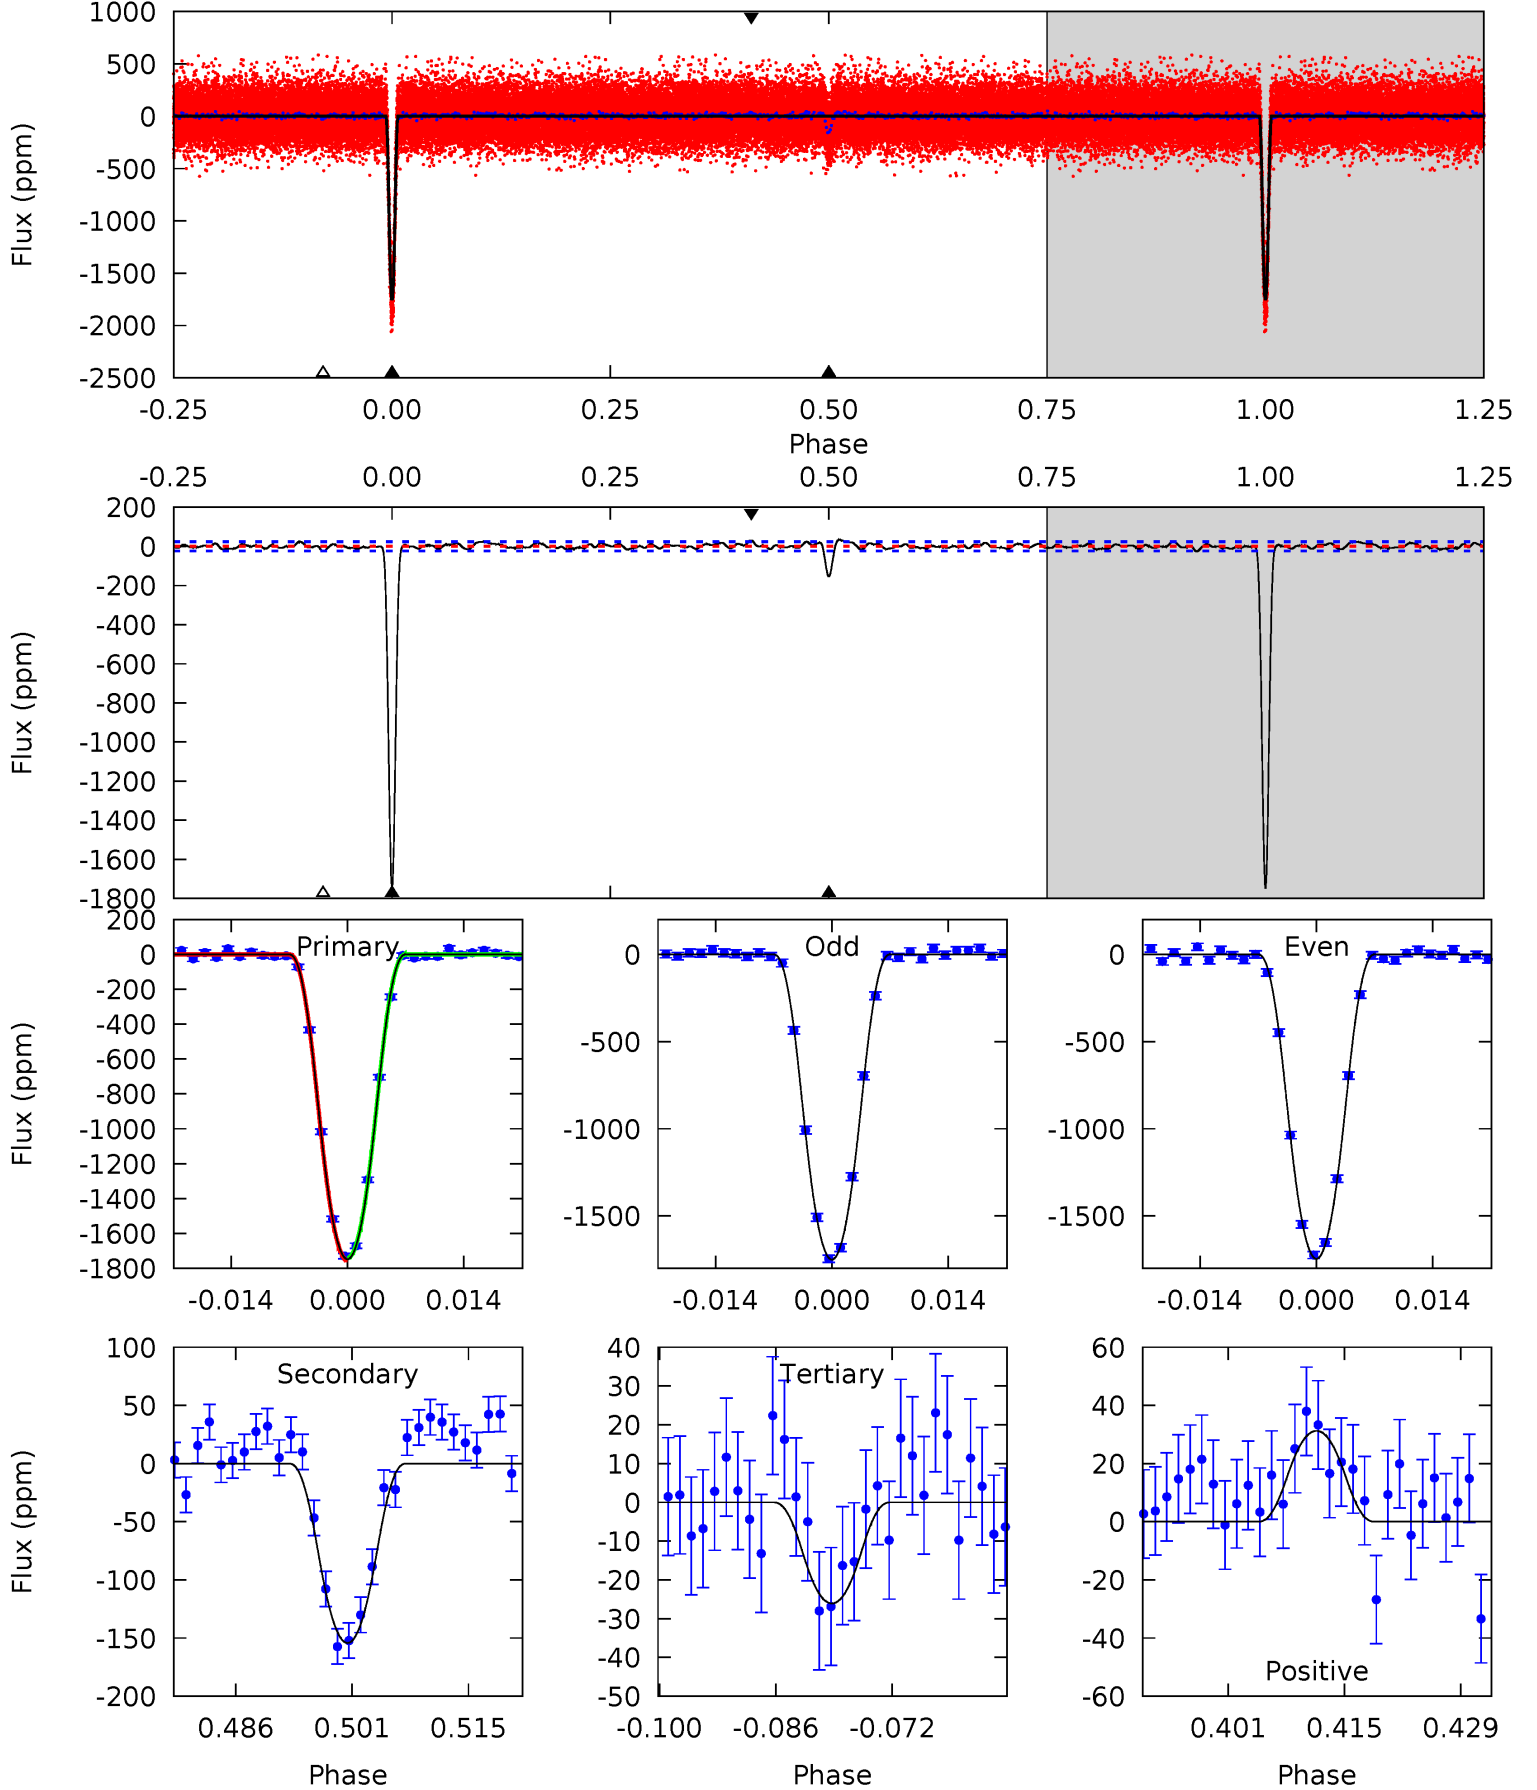 1000
500
0
-500
-1000
-1500
-2000
-2500
Flux (ppm)
-0.25 0.00 0.25 0.50 0.75 1.00 1.25
Phase
-0.25 0.00 0.25 0.50 0.75 1.00 1.25
200
0
-200
-400
-600
-800
-1000
-1200
-1400
-1600
-1800
Flux (ppm)
Primary
200
0
-200
-400
-600
-800
-1000
-1200
-1400
-1600
-1800
Flux (ppm)
-0.014 0.000 0.014
Odd
0
-500
-1000
-1500
-0.014 0.000 0.014
Even
0
-500
-1000
-1500
-0.014 0.000 0.014
Secondary
100
50
0
-50
-100
-150
-200
Flux (ppm)
0.486 0.501 0.515
Phase
Tertiary
40
30
20
10
0
-10
-20
-30
-40
-50
-0.100 -0.086 -0.072
Phase
60
40
20
0
-20
-40
-60
Positive
0.401 0.415 0.429
Phase